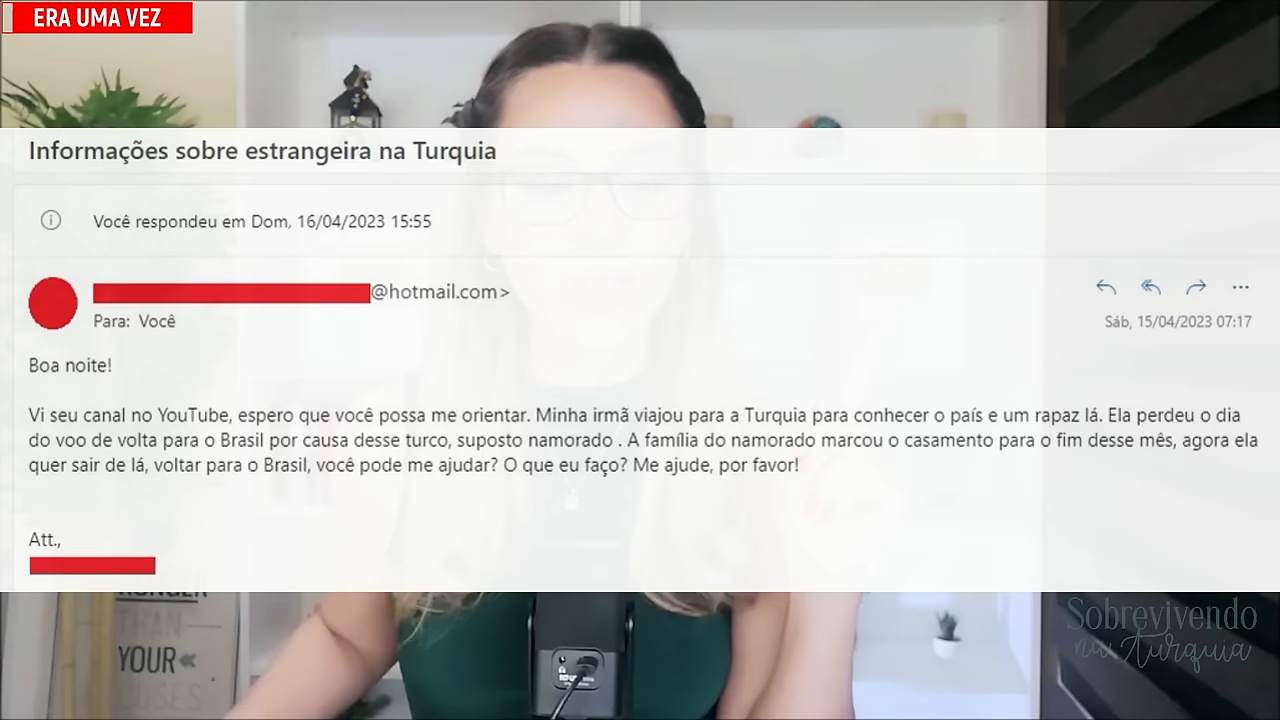 ERA UMA VEZ
Informações sobre estrangeira na Turquia
Você respondeu em Dom, 16/04/2023 15:55
@hotmail.com>
Para: Você
Sáb, 15/04/2023 07:17
Boa noite!
Vi seu canal no YouTube, espero que você possa me orientar. Minha irmã viajou para a Turquia para conhecer o país e um rapaz lá. Ela perdeu o dia
do voo de volta para o Brasil por causa desse turco, suposto namorado . A família do namorado marcou o casamento para o fim desse mês, agora ela
quer sair de lá, voltar para o Brasil, você pode me ajudar? O que eu faço? Me ajude, por favor!
Att.,
THAN
YOUR
Sobrevivendo
na Turquia